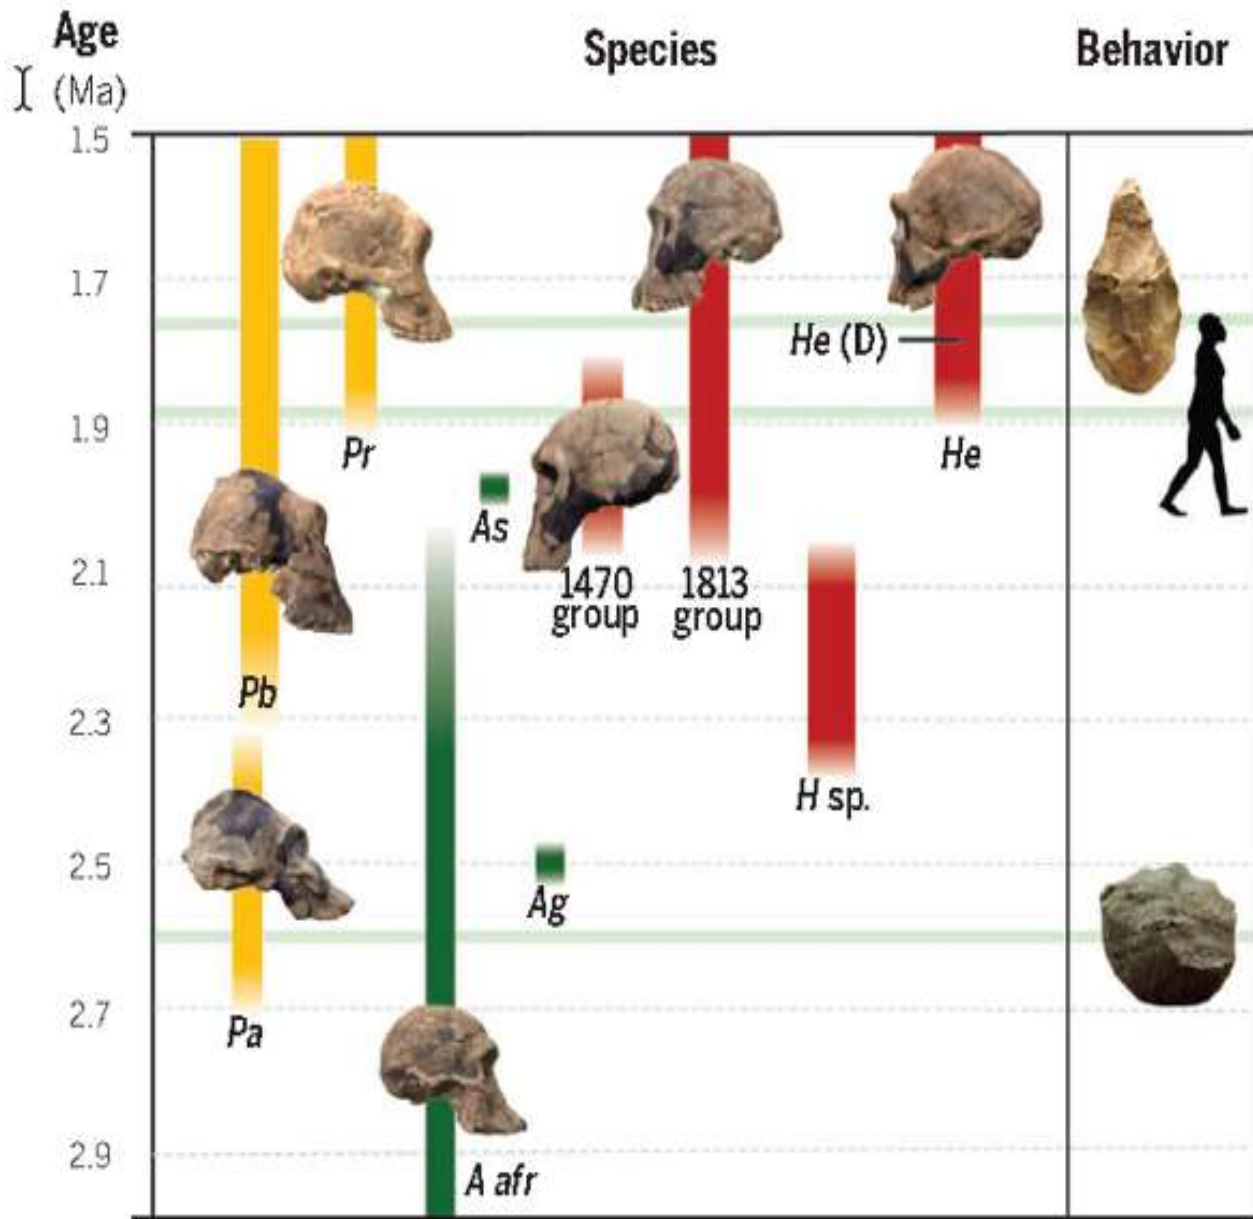 Age
(Ma)
Species
Behavior
1.5
1.7
He (D)
1.9
Pr
He
As
2.1
1470
group
1813
group
Pb
2.3
H sp.
2.5
Ag
2.7
Pa
2.9
A afr